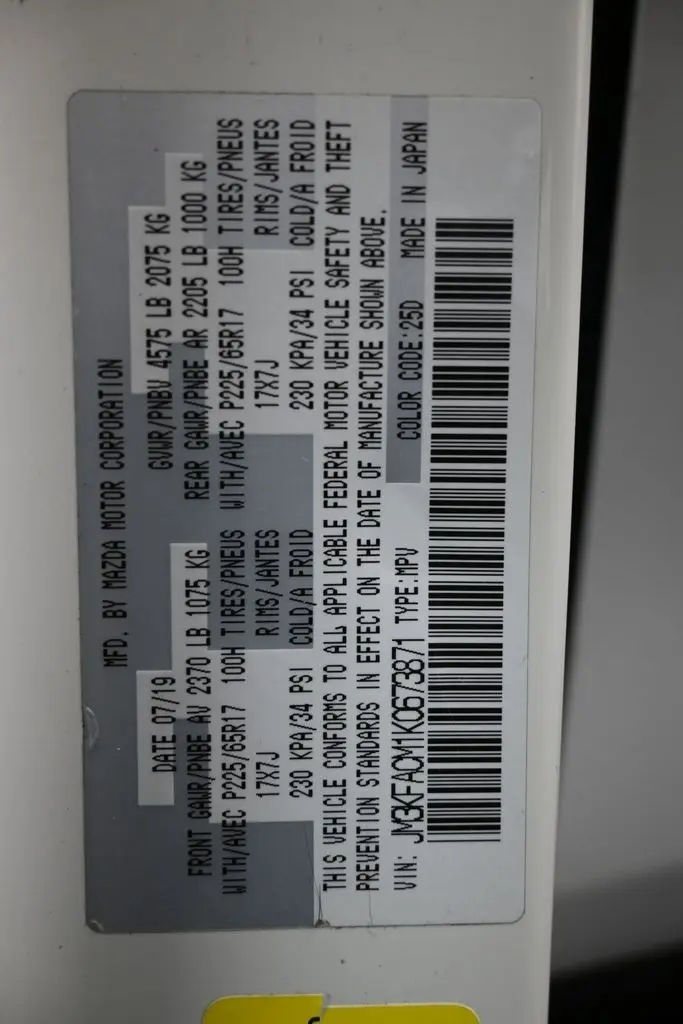 MFD. BY MAZDA MOTOR CORPORATION
DATE 07/19 GVWR/PNBV 4575 LB 2075 KG
FRONT GAWR/PNBE AV 2370 LB 1075 KG REAR GAWR/PNBE AR 2205 LB 1000 KG
WITH/AVEC P225/65R17 100H TIRES/PNEUS WITH/AVEC P225/65R17 100H TIRES/PNEUS
17X7J RIMS/JANTES 17X7J RIMS/JANTES
230 KPA/34 PSI COLD/A FROID 230 KPA/34 PSI COLD/A FROID
THIS VEHICLE CONFORMS TO ALL APPLICABLE FEDERAL MOTOR VEHICLE SAFETY AND THEFT
PREVENTION STANDARDS IN EFFECT ON THE DATE OF MANUFACTURE SHOWN ABOVE.
VIN: JM3KFACM1K0673871 TYPE:MPV COLOR CODE:25D MADE IN JAPAN